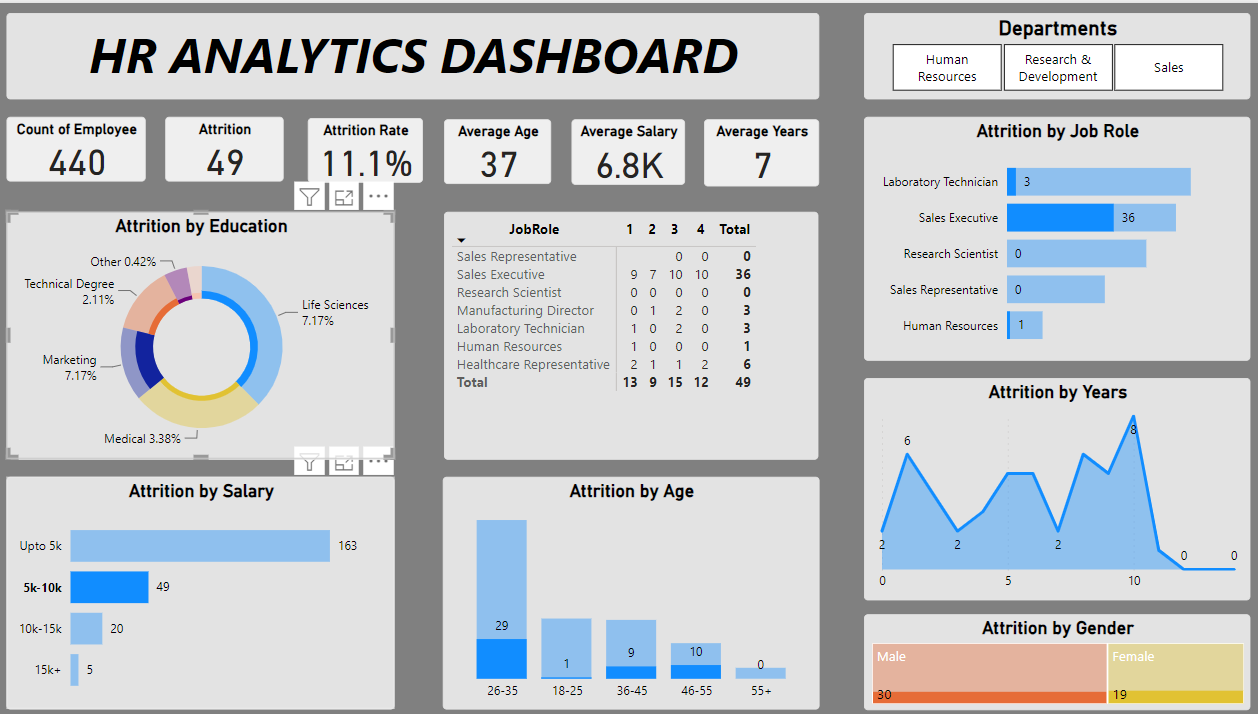 HR ANALYTICS DASHBOARD
Departments
Human Resources
Research & Development
Sales
Count of Employee
440
Attrition
49
Attrition Rate
11.1%
Average Age
37
Average Salary
6.8K
Average Years
7
Attrition by Education
Other 0.42%
Technical Degree
2.11%
Life Sciences
7.17%
Marketing
7.17%
Medical 3.38%
JobRole 1 2 3 4 Total
Sales Representative 0 0 0
Sales Executive 9 7 10 10 36
Research Scientist 0 0 0 0 0
Manufacturing Director 0 1 2 0 3
Laboratory Technician 1 0 2 0 3
Human Resources 1 0 0 0 1
Healthcare Representative 2 1 1 2 6
Total 13 9 15 12 49
Attrition by Job Role
Laboratory Technician 3
Sales Executive 36
Research Scientist 0
Sales Representative 0
Human Resources 1
Attrition by Years
6
8
2 2 2 0 0
0 5 10
Attrition by Salary
Upto 5k 163
5k-10k 49
10k-15k 20
15k+ 5
Attrition by Age
29 1 9 10 0
26-35 18-25 36-45 46-55 55+
Attrition by Gender
Male Female
30 19